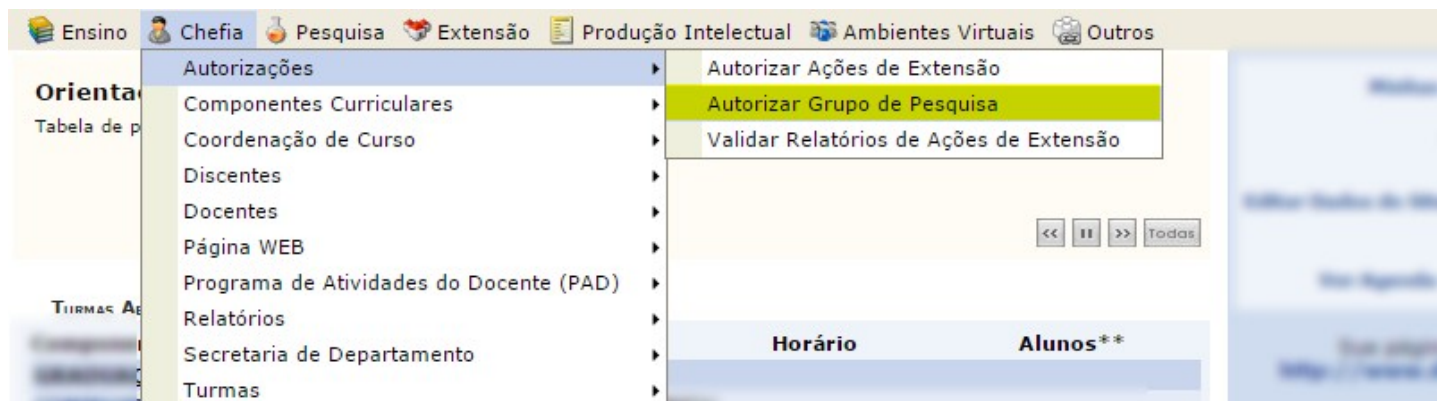 Ensino Chefia Pesquisa Extensão Produção Intelectual Ambientes Virtuais Outros
Autorizações
Autorizar Ações de Extensão
Orienta
Componentes Curriculares
Autorizar Grupo de Pesquisa
Tabela de p
Coordenação de Curso
Validar Relatórios de Ações de Extensão
Discentes
Docentes
Página WEB
<< II >> Todas
Programa de Atividades do Docente (PAD)
Turmas
Relatórios
Horário Alunos**
Secretaria de Departamento
Turmas